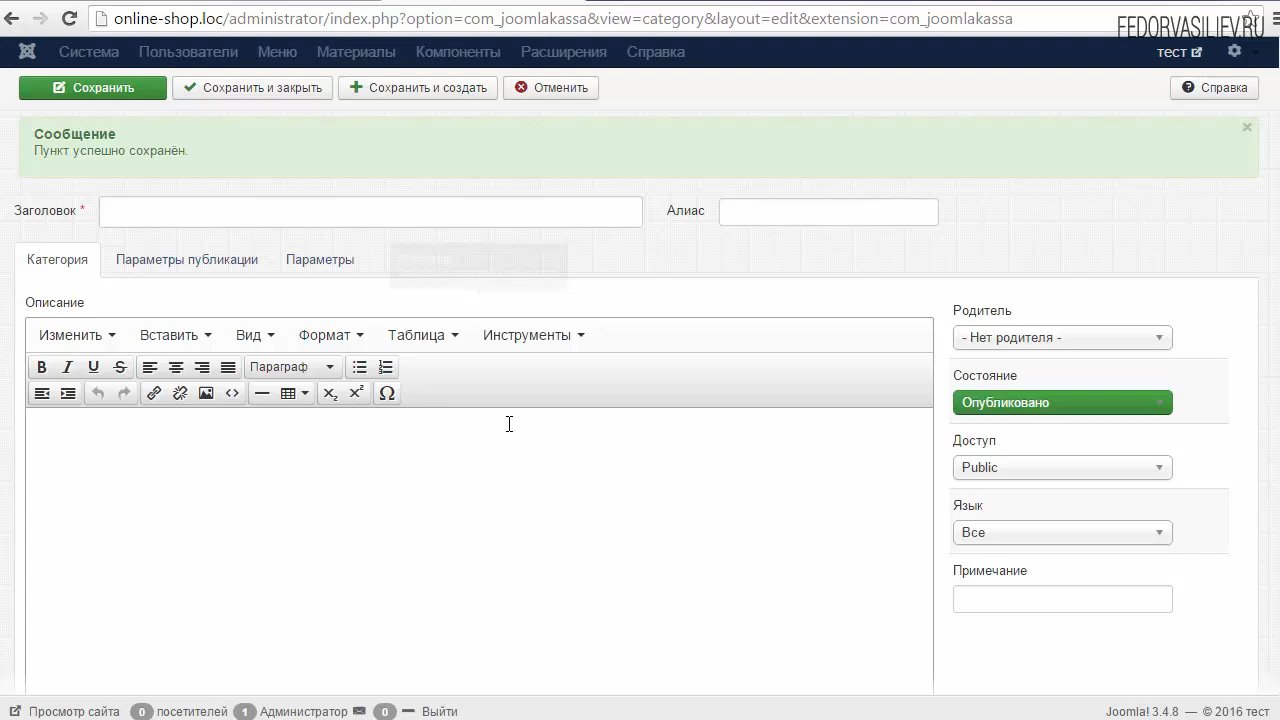 online-shop.loc/administrator/index.php?option=com_joomlakassa&view=category&layout=edit&extension=com_joomlakassa
FEDORVASILIEV.RU
Система Пользователи Меню Материалы Компоненты Расширения Справка тест
Сохранить Сохранить и закрыть Сохранить и создать Отменить Справка
Сообщение
Пункт успешно сохранён.
Заголовок * Алиас
Категория Параметры публикации Параметры
Описание
Изменить Вставить Вид Формат Таблица Инструменты
Параграф
Родитель
- Нет родителя -
Состояние
Опубликовано
Доступ
Public
Язык
Все
Примечание
Просмотр сайта 0 посетителей 1 Администратор 0 Выйти Joomla! 3.4.8 — © 2016 тест